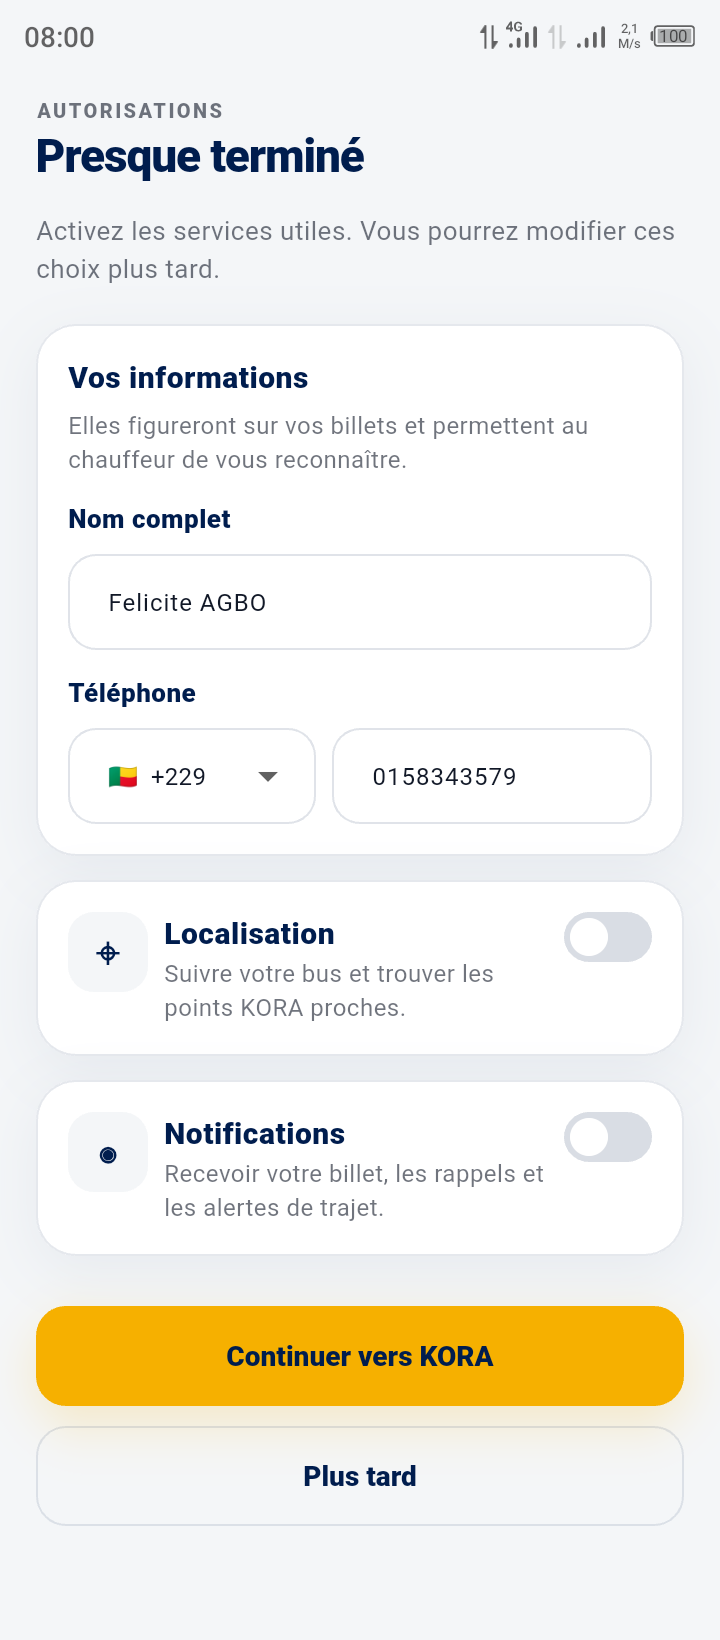 08:00
4G
2,1
M/s
100
AUTORISATIONS
Presque terminé
Activez les services utiles. Vous pourrez modifier ces
choix plus tard.
Vos informations
Elles figureront sur vos billets et permettent au
chauffeur de vous reconnaître.
Nom complet
Felicite AGBO
Téléphone
+229
0158343579
Localisation
Suivre votre bus et trouver les
points KORA proches.
Notifications
Recevoir votre billet, les rappels et
les alertes de trajet.
Continuer vers KORA
Plus tard